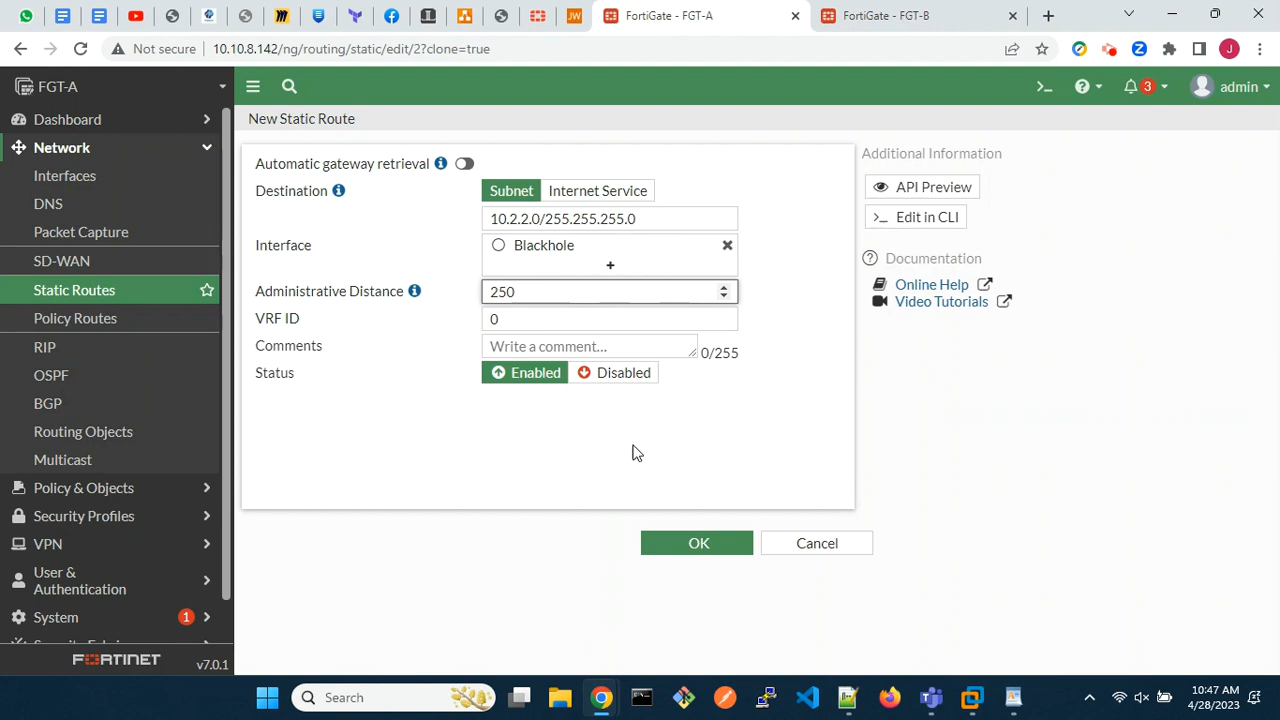 FortiGate - FGT-A
FortiGate - FGT-B
Not secure
10.10.8.142/ng/routing/static/edit/2?clone=true
J
FGT-A
3
admin
Dashboard
Network
Interfaces
DNS
Packet Capture
SD-WAN
Static Routes
Policy Routes
RIP
OSPF
BGP
Routing Objects
Multicast
Policy & Objects
Security Profiles
VPN
User &
Authentication
System
1
FORTINET
v7.0.1
New Static Route
Automatic gateway retrieval
Destination
Subnet
Internet Service
10.2.2.0/255.255.255.0
Interface
Blackhole
Administrative Distance
250
VRF ID
0
Comments
Write a comment...
0/255
Status
Enabled
Disabled
OK
Cancel
Additional Information
API Preview
Edit in CLI
Documentation
Online Help
Video Tutorials
Search
10:47 AM
4/28/2023